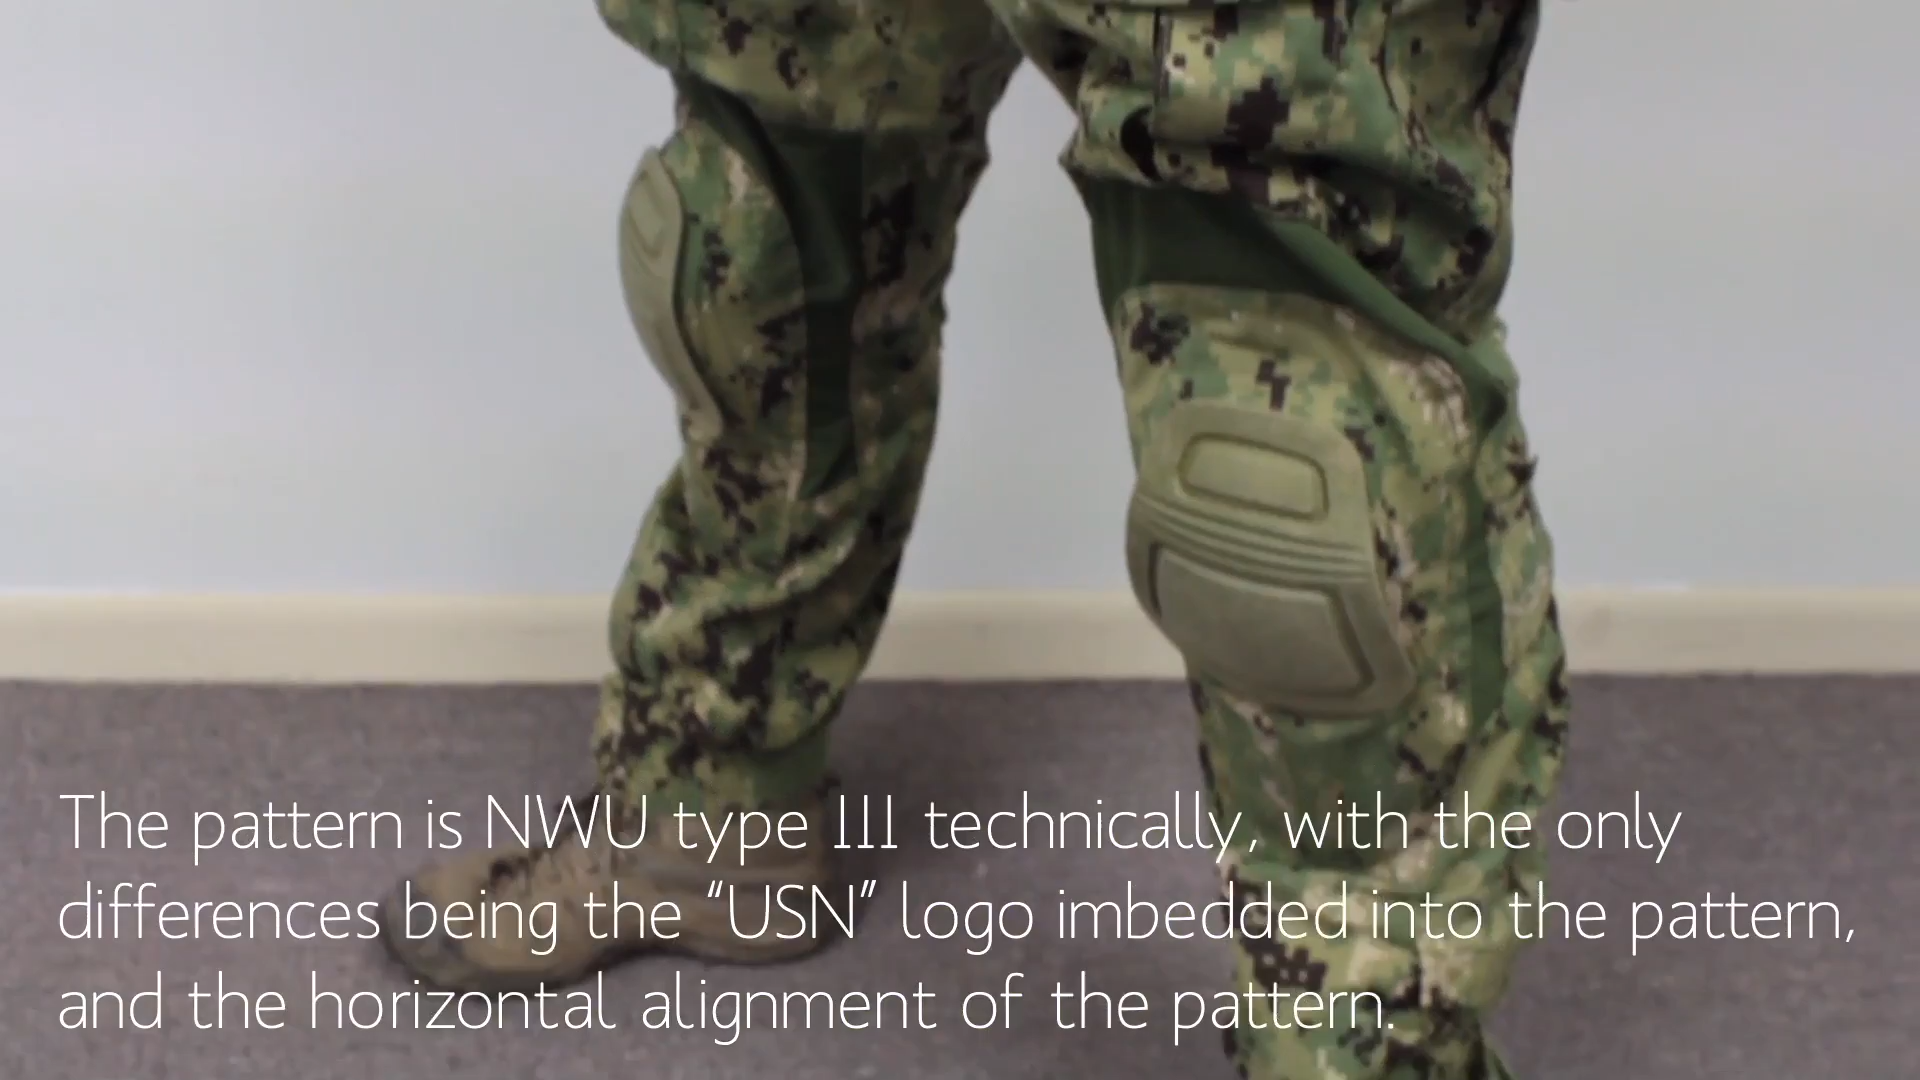 The pattern is NWU type III technically, with the only
differences being the “USN” logo imbedded into the pattern,
and the horizontal alignment of the pattern.